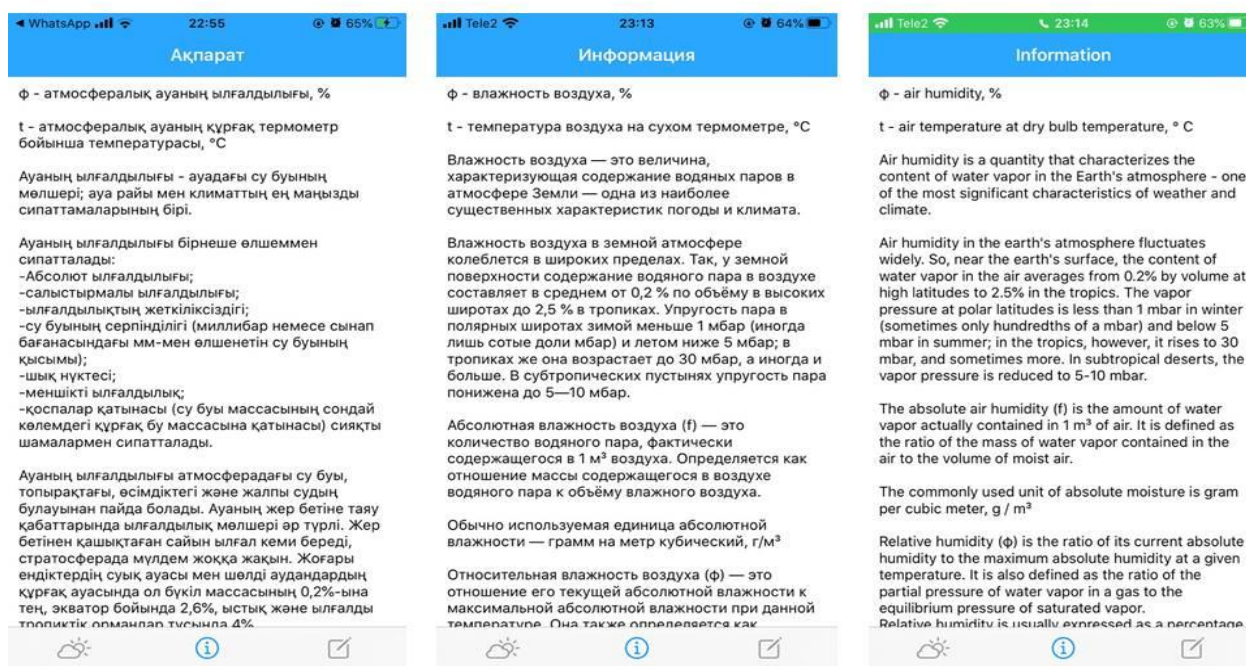 WhatsApp 22:55 65%
Ақпарат
ф - атмосфералық ауаның ылғалдылығы, %
t - атмосфералық ауаның құрғақ термометр
бойынша температурасы, °C
Ауаның ылғалдылығы - ауадағы су буының
мөлшері; ауа райы мен климаттың ең маңызды
сипаттамаларының бірі.
Ауаның ылғалдылығы бірнеше өлшеммен
сипатталады:
-Абсолют ылғалдылығы;
-салыстырмалы ылғалдылығы;
-ылғалдылықтың жеткіліксіздігі;
-су буының серпінділігі (миллибар немесе сынап
бағанасындағы мм-мен өлшенетін су буының
қысымы);
-шық нүктесі;
-меншікті ылғалдылық;
-қоспалар қатынасы (су буы массасының сондай
көлемдегі құрғақ бу массасына қатынасы) сияқты
шамалармен сипатталады.
Ауаның ылғалдылығы атмосферадағы су буы,
топырақтағы, өсімдіктегі және жалпы судың
булауынан пайда болады. Ауаның жер бетіне таяу
қабаттарында ылғалдылық мөлшері әр түрлі. Жер
бетінен қашықтаған сайын ылғал кеми береді,
стратосферада мүлдем жоққа жақын. Жоғары
ендіктердің суық ауасы мен шөлді аудандардың
құрғақ ауасында ол бүкіл массасының 0,2%-ына
тең, экватор бойында 2,6%, ыстық және ылғалды
тропиктік ормандар тусында 4%
Tele2 23:13 64%
Информация
ф - влажность воздуха, %
t - температура воздуха на сухом термометре, °C
Влажность воздуха — это величина,
характеризующая содержание водяных паров в
атмосфере Земли — одна из наиболее
существенных характеристик погоды и климата.
Влажность воздуха в земной атмосфере
колеблется в широких пределах. Так, у земной
поверхности содержание водяного пара в воздухе
составляет в среднем от 0,2 % по объёму в высоких
широтах до 2,5 % в тропиках. Упругость пара в
полярных широтах зимой меньше 1 мбар (иногда
лишь сотые доли мбар) и летом ниже 5 мбар; в
тропиках же она возрастает до 30 мбар, а иногда и
больше. В субтропических пустынях упругость пара
понижена до 5—10 мбар.
Абсолютная влажность воздуха (f) — это
количество водяного пара, фактически
содержащегося в 1 м³ воздуха. Определяется как
отношение массы содержащегося в воздухе
водяного пара к объёму влажного воздуха.
Обычно используемая единица абсолютной
влажности — грамм на метр кубический, г/м³
Относительная влажность воздуха (ф) — это
отношение его текущей абсолютной влажности к
максимальной абсолютной влажности при данной
температуре. Она также определяется как
Tele2 23:14 63%
Information
ф - air humidity, %
t - air temperature at dry bulb temperature, ° C
Air humidity is a quantity that characterizes the
content of water vapor in the Earth's atmosphere - one
of the most significant characteristics of weather and
climate.
Air humidity in the earth's atmosphere fluctuates
widely. So, near the earth's surface, the content of
water vapor in the air averages from 0.2% by volume at
high latitudes to 2.5% in the tropics. The vapor
pressure at polar latitudes is less than 1 mbar in winter
(sometimes only hundredths of a mbar) and below 5
mbar in summer; in the tropics, however, it rises to 30
mbar, and sometimes more. In subtropical deserts, the
vapor pressure is reduced to 5-10 mbar.
The absolute air humidity (f) is the amount of water
vapor actually contained in 1 m³ of air. It is defined as
the ratio of the mass of water vapor contained in the
air to the volume of moist air.
The commonly used unit of absolute moisture is gram
per cubic meter, g / m³
Relative humidity (ф) is the ratio of its current absolute
humidity to the maximum absolute humidity at a given
temperature. It is also defined as the ratio of the
partial pressure of water vapor in a gas to the
equilibrium pressure of saturated vapor.
Relative humidity is usually expressed as a percentage